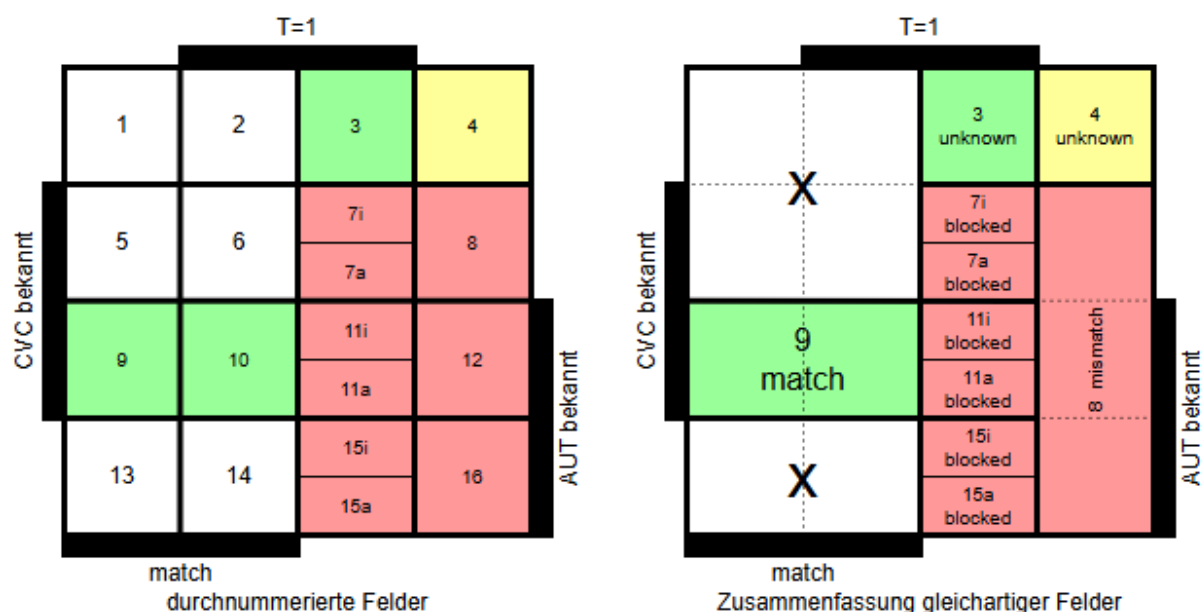 T=1
1 2 3 4
5 6 7i 8
7a
9 10 11i 12
11a
13 14 15i 16
15a
CVC bekannt
AUT bekannt
match
durchnummerierte Felder
T=1
3
unknown
4
unknown
X
7i
blocked
7a
blocked
9
match
11i
blocked
11a
blocked
8 mismatch
X
15i
blocked
15a
blocked
CVC bekannt
AUT bekannt
match
Zusammenfassung gleichartiger Felder